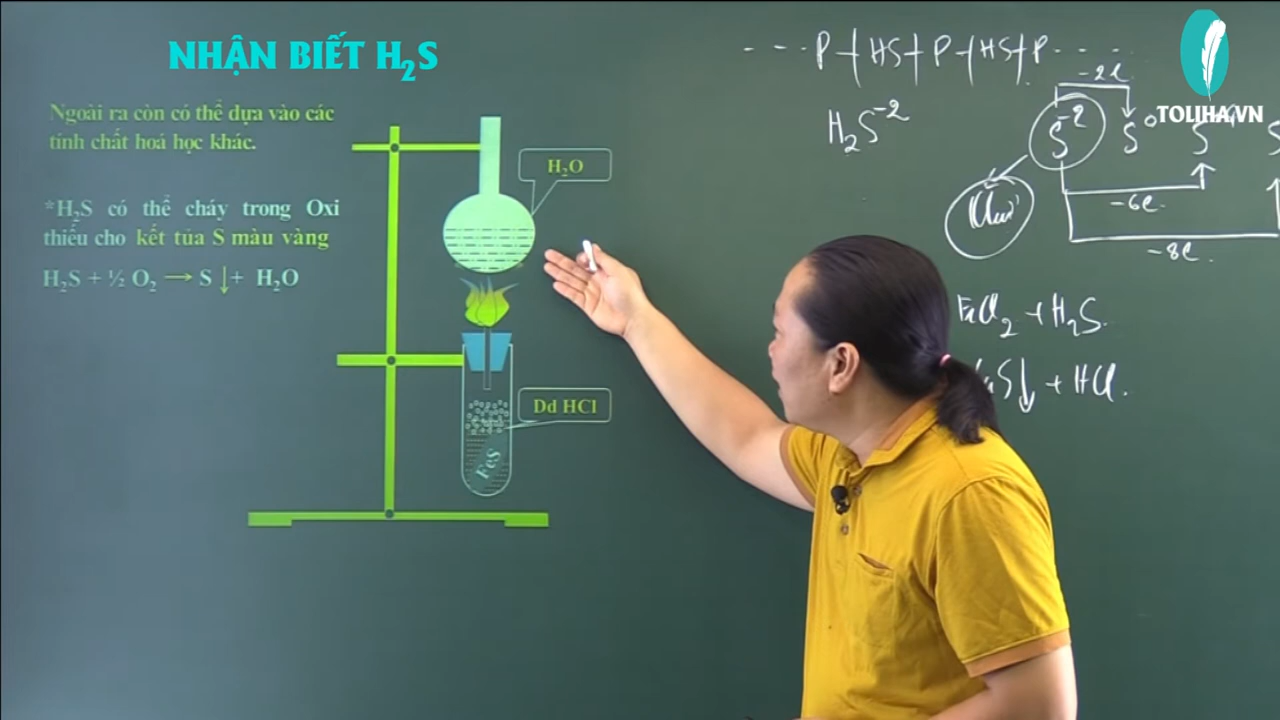 NHẬN BIẾT H₂S
Ngoài ra còn có thể dựa vào các
tính chất hoá học khác.
*H₂S có thể cháy trong Oxi
thiếu cho kết tủa S màu vàng
H₂S + ½ O₂ → S ↓ + H₂O
H₂O
Dd HCl
FeS
---- P + HS + P + HS + P ----
H₂S⁻²
-2e
S⁻² S⁰ S
-6e
-8e.
FeCl₂ + H₂S.
S↓ + HCl.
TOLIHA.VN